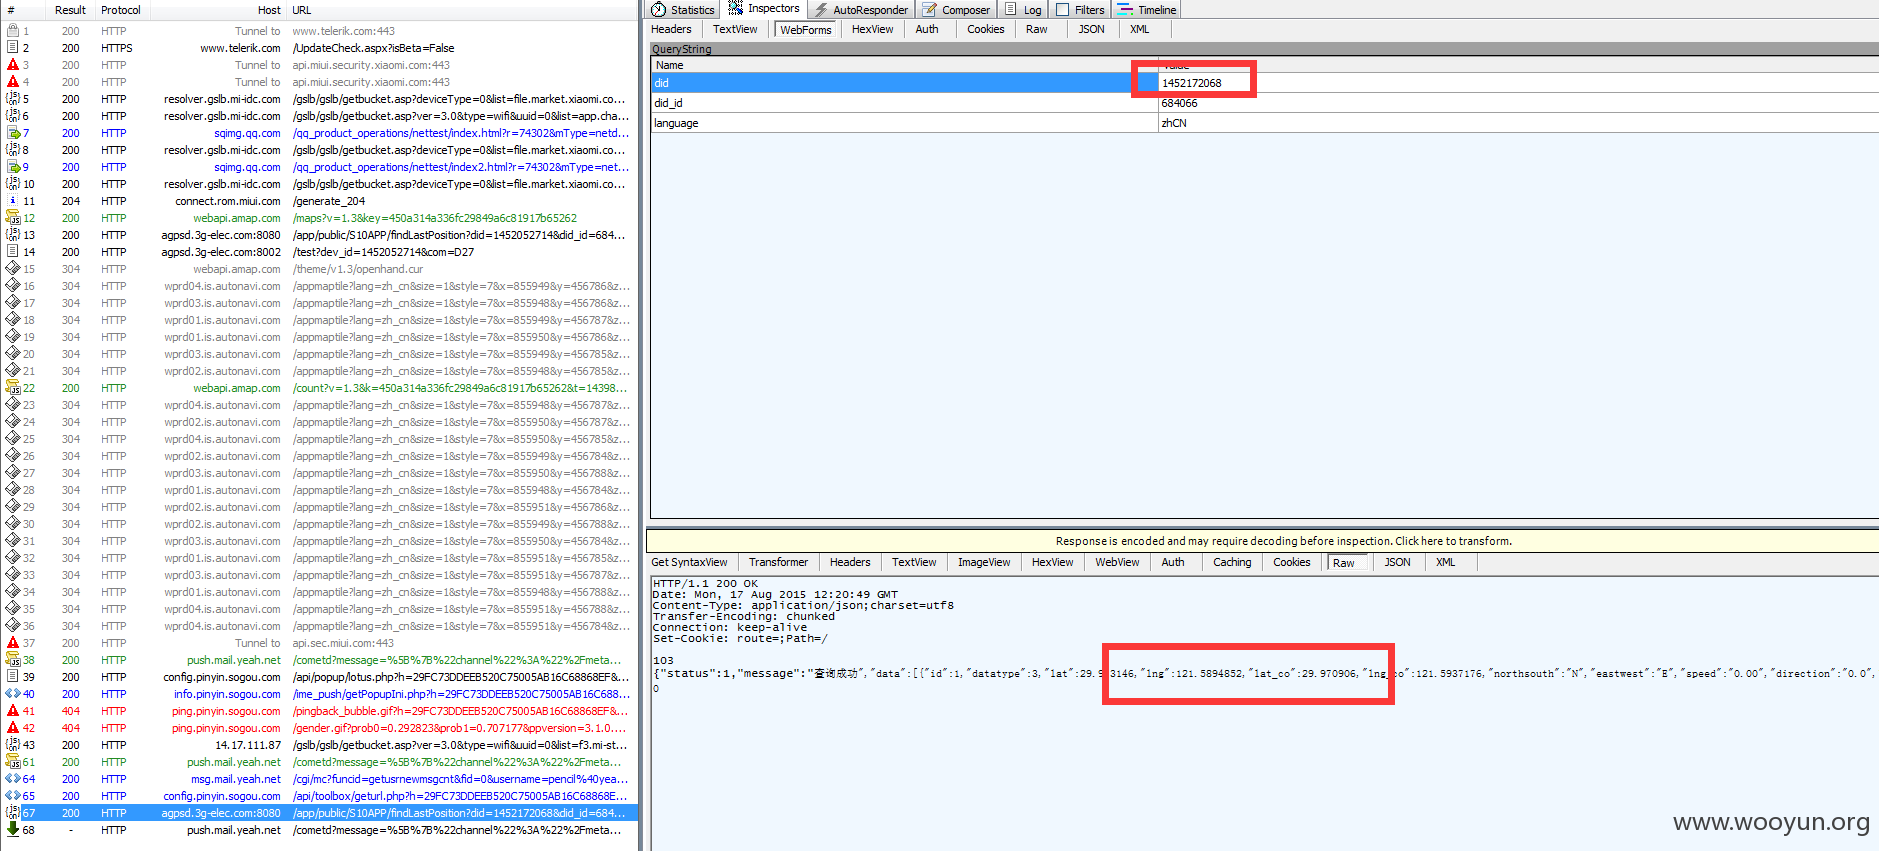 # Result Protocol Host URL
1 200 HTTP Tunnel to www.telerik.com:443
2 200 HTTPS www.telerik.com /UpdateCheck.aspx?isBeta=False
3 200 HTTP Tunnel to api.miui.security.xiaomi.com:443
4 200 HTTP Tunnel to api.miui.security.xiaomi.com:443
5 200 HTTP resolver.gslb.mi-idc.com /gslb/gslb/getbucket.asp?deviceType=0&list=file.market.xiaomi.co...
6 200 HTTP resolver.gslb.mi-idc.com /gslb/gslb/getbucket.asp?ver=3.0&type=wifi&uuid=0&list=app.cha...
7 200 HTTP sqimg.qq.com /qq_product_operations/nettest/index.html?r=74302&mType=netd...
8 200 HTTP resolver.gslb.mi-idc.com /gslb/gslb/getbucket.asp?deviceType=0&list=file.market.xiaomi.co...
9 200 HTTP sqimg.qq.com /qq_product_operations/nettest/index2.html?r=74302&mType=net...
10 200 HTTP resolver.gslb.mi-idc.com /gslb/gslb/getbucket.asp?deviceType=0&list=file.market.xiaomi.co...
11 204 HTTP connect.rom.miui.com /generate_204
12 200 HTTP webapi.amap.com /maps?v=1.3&key=450a314a336fc29849a6c81917b65262
13 200 HTTP agpsd.3g-elec.com:8080 /app/public/S10APP/findLastPosition?did=1452052714&did_id=684...
14 200 HTTP agpsd.3g-elec.com:8002 /test?dev_id=1452052714&com=D27
15 304 HTTP webapi.amap.com /theme/v1.3/openhand.cur
16 304 HTTP wprd04.is.autonavi.com /appmaptile?lang=zh_cn&size=1&style=7&x=855949&y=456786&z...
17 304 HTTP wprd03.is.autonavi.com /appmaptile?lang=zh_cn&size=1&style=7&x=855949&y=456786&z...
18 304 HTTP wprd01.is.autonavi.com /appmaptile?lang=zh_cn&size=1&style=7&x=855949&y=456787&z...
19 304 HTTP wprd01.is.autonavi.com /appmaptile?lang=zh_cn&size=1&style=7&x=855950&y=456786&z...
20 304 HTTP wprd03.is.autonavi.com /appmaptile?lang=zh_cn&size=1&style=7&x=855949&y=456785&z...
21 304 HTTP wprd02.is.autonavi.com /appmaptile?lang=zh_cn&size=1&style=7&x=855950&y=456787&z...
22 200 HTTP webapi.amap.com /count?v=1.3&k=450a314a336fc29849a6c81917b65262&t=14398...
23 304 HTTP wprd04.is.autonavi.com /appmaptile?lang=zh_cn&size=1&style=7&x=855948&y=456787&z...
24 304 HTTP wprd02.is.autonavi.com /appmaptile?lang=zh_cn&size=1&style=7&x=855948&y=456786&z...
25 304 HTTP wprd04.is.autonavi.com /appmaptile?lang=zh_cn&size=1&style=7&x=855950&y=456785&z...
26 304 HTTP wprd02.is.autonavi.com /appmaptile?lang=zh_cn&size=1&style=7&x=855948&y=456785&z...
27 304 HTTP wprd03.is.autonavi.com /appmaptile?lang=zh_cn&size=1&style=7&x=855950&y=456788&z...
28 304 HTTP wprd01.is.autonavi.com /appmaptile?lang=zh_cn&size=1&style=7&x=855948&y=456784&z...
29 304 HTTP wprd02.is.autonavi.com /appmaptile?lang=zh_cn&size=1&style=7&x=855951&y=456786&z...
30 304 HTTP wprd02.is.autonavi.com /appmaptile?lang=zh_cn&size=1&style=7&x=855949&y=456788&z...
31 304 HTTP wprd03.is.autonavi.com /appmaptile?lang=zh_cn&size=1&style=7&x=855950&y=456784&z...
32 304 HTTP wprd01.is.autonavi.com /appmaptile?lang=zh_cn&size=1&style=7&x=855951&y=456785&z...
33 304 HTTP wprd03.is.autonavi.com /appmaptile?lang=zh_cn&size=1&style=7&x=855951&y=456787&z...
34 304 HTTP wprd01.is.autonavi.com /appmaptile?lang=zh_cn&size=1&style=7&x=855948&y=456788&z...
35 304 HTTP wprd04.is.autonavi.com /appmaptile?lang=zh_cn&size=1&style=7&x=855951&y=456788&z...
36 304 HTTP wprd04.is.autonavi.com /appmaptile?lang=zh_cn&size=1&style=7&x=855951&y=456784&z...
37 200 HTTP Tunnel to api.sec.miui.com:443
38 200 HTTP push.mail.yeah.net /cometd?message=%5B%7B%22channel%22%3A%22%2Fmeta...
39 200 HTTP config.pinyin.sogou.com /api/popup/lotus.php?h=29FC73DDEEB520C75005AB16C68868EF&...
40 200 HTTP info.pinyin.sogou.com /ime_push/getPopupIni.php?h=29FC73DDEEB520C75005AB16C688...
41 404 HTTP ping.pinyin.sogou.com /pingback_bubble.gif?h=29FC73DDEEB520C75005AB16C68868EF&...
42 404 HTTP ping.pinyin.sogou.com /gender.gif?prob0=0.292823&prob1=0.707177&ppversion=3.1.0....
43 200 HTTP 14.17.111.87 /gslb/gslb/getbucket.asp?ver=3.0&type=wifi&uuid=0&list=f3.mi-st...
61 200 HTTP push.mail.yeah.net /cometd?message=%5B%7B%22channel%22%3A%22%2Fmeta...
64 200 HTTP msg.mail.yeah.net /cgi/mc?funcid=getusrnewmsgcnt&fid=0&username=pencil%40yea...
65 200 HTTP config.pinyin.sogou.com /api/toolbox/geturl.php?h=29FC73DDEEB520C75005AB16C68868E...
67 200 HTTP agpsd.3g-elec.com:8080 /app/public/S10APP/findLastPosition?did=1452172068&did_id=684...
68 - HTTP push.mail.yeah.net /cometd?message=%5B%7B%22channel%22%3A%22%2Fmeta...
Statistics Inspectors AutoResponder Composer Log Filters Timeline
Headers TextView WebForms HexView Auth Cookies Raw JSON XML
QueryString
Name Value
did 1452172068
did_id 684066
language zhCN
Response is encoded and may require decoding before inspection. Click here to transform.
Get SyntaxView Transformer Headers TextView ImageView HexView WebView Auth Caching Cookies Raw JSON XML
HTTP/1.1 200 OK
Date: Mon, 17 Aug 2015 12:20:49 GMT
Content-Type: application/json;charset=utf8
Transfer-Encoding: chunked
Connection: keep-alive
Set-Cookie: route=;Path=/
103
{"status":1,"message":"查询成功","data":[{"id":1,"datatype":3,"lat":29. 3146,"lng":121.5894852,"lat_co":29.970906,"lng_co":121.5937176,"northsouth":"N","eastwest":"E","speed":"0.00","direction":"0.0",
0
www.wooyun.org